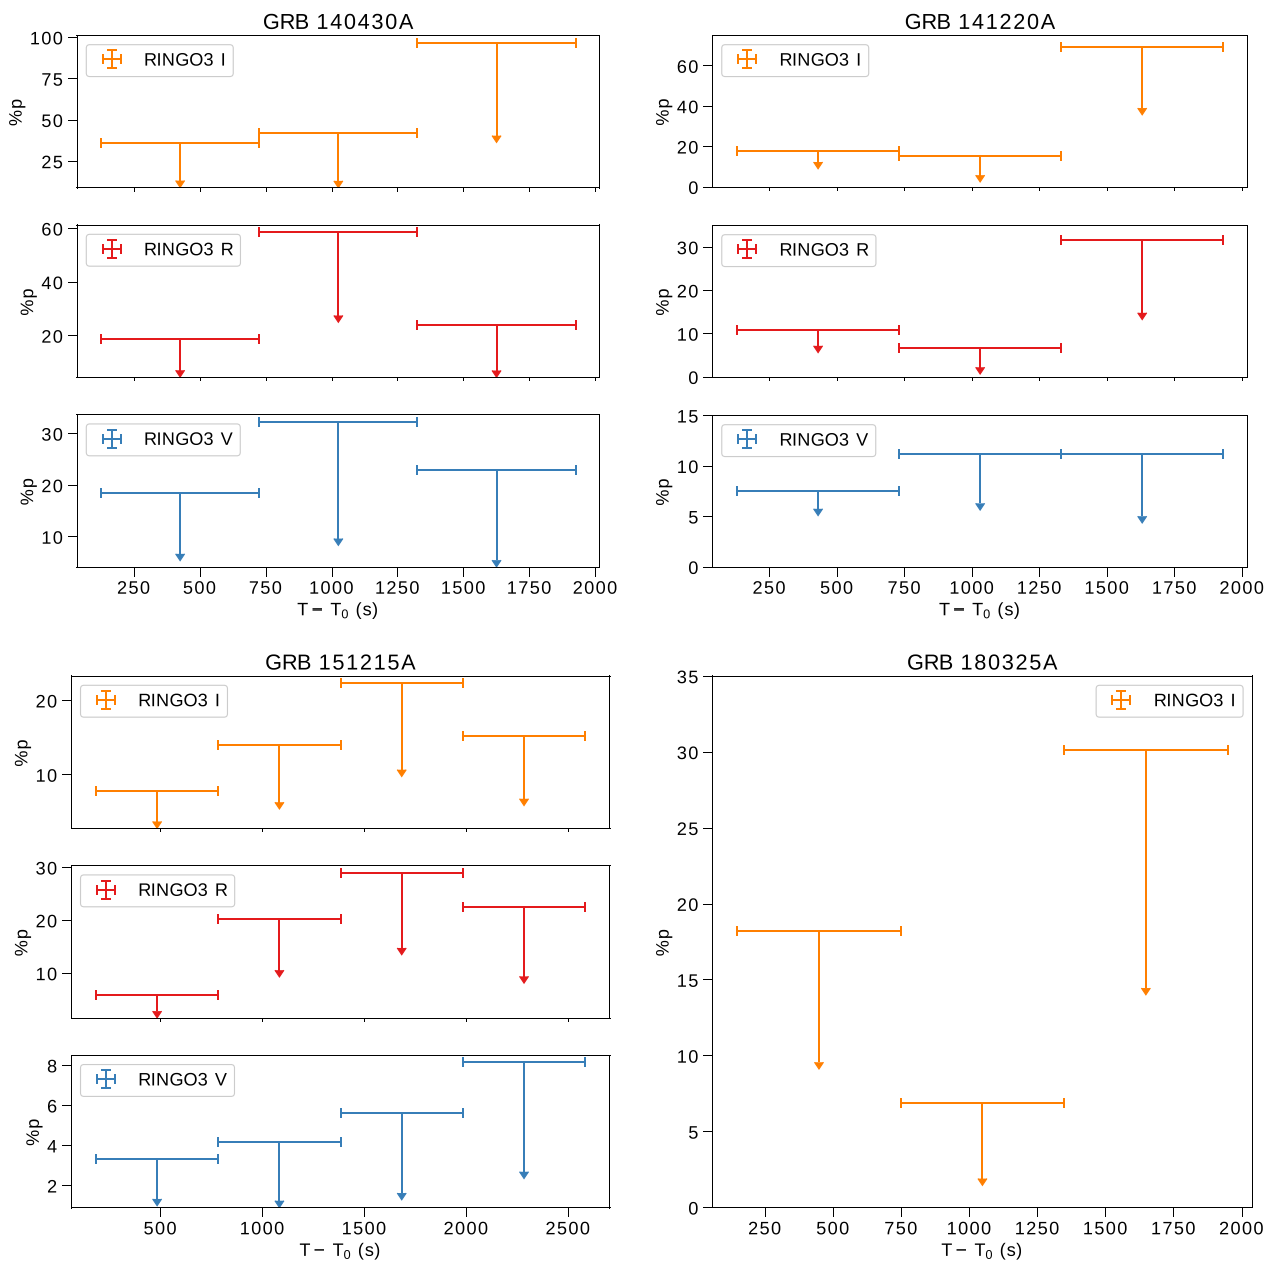 GRB 140430A
100
75
50
25
%p
RINGO3 I
60
40
20
%p
RINGO3 R
30
20
10
%p
RINGO3 V
250 500 750 1000 1250 1500 1750 2000
T − T0 (s)
GRB 141220A
60
40
20
0
%p
RINGO3 I
30
20
10
0
%p
RINGO3 R
15
10
5
0
%p
RINGO3 V
250 500 750 1000 1250 1500 1750 2000
T − T0 (s)
GRB 151215A
20
10
%p
RINGO3 I
30
20
10
%p
RINGO3 R
8
6
4
2
%p
RINGO3 V
500 1000 1500 2000 2500
T − T0 (s)
GRB 180325A
35
30
25
20
15
10
5
0
%p
RINGO3 I
250 500 750 1000 1250 1500 1750 2000
T − T0 (s)